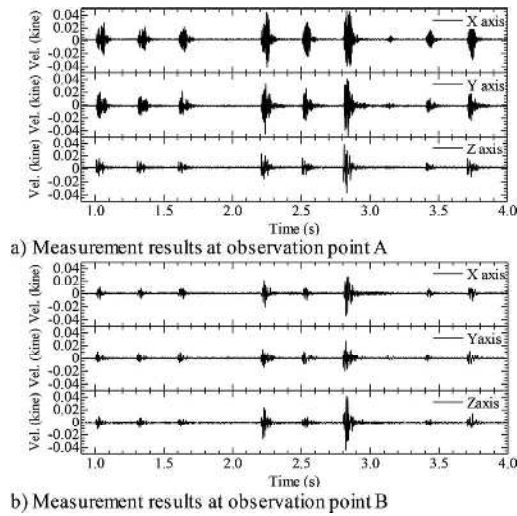 0.04
0.02
0
-0.02
-0.04
Vel. (kine)
X axis
0.04
0.02
0
-0.02
-0.04
Vel. (kine)
Y axis
0.04
0.02
0
-0.02
-0.04
Vel. (kine)
Z axis
1.0 1.5 2.0 2.5 3.0 3.5 4.0
Time (s)
a) Measurement results at observation point A
0.04
0.02
0
-0.02
-0.04
Vel. (kine)
X axis
0.04
0.02
0
-0.02
-0.04
Vel. (kine)
Yaxis
0.04
0.02
0
-0.02
-0.04
Vel. (kine)
Zaxis
1.0 1.5 2.0 2.5 3.0 3.5 4.0
Time (s)
b) Measurement results at observation point B